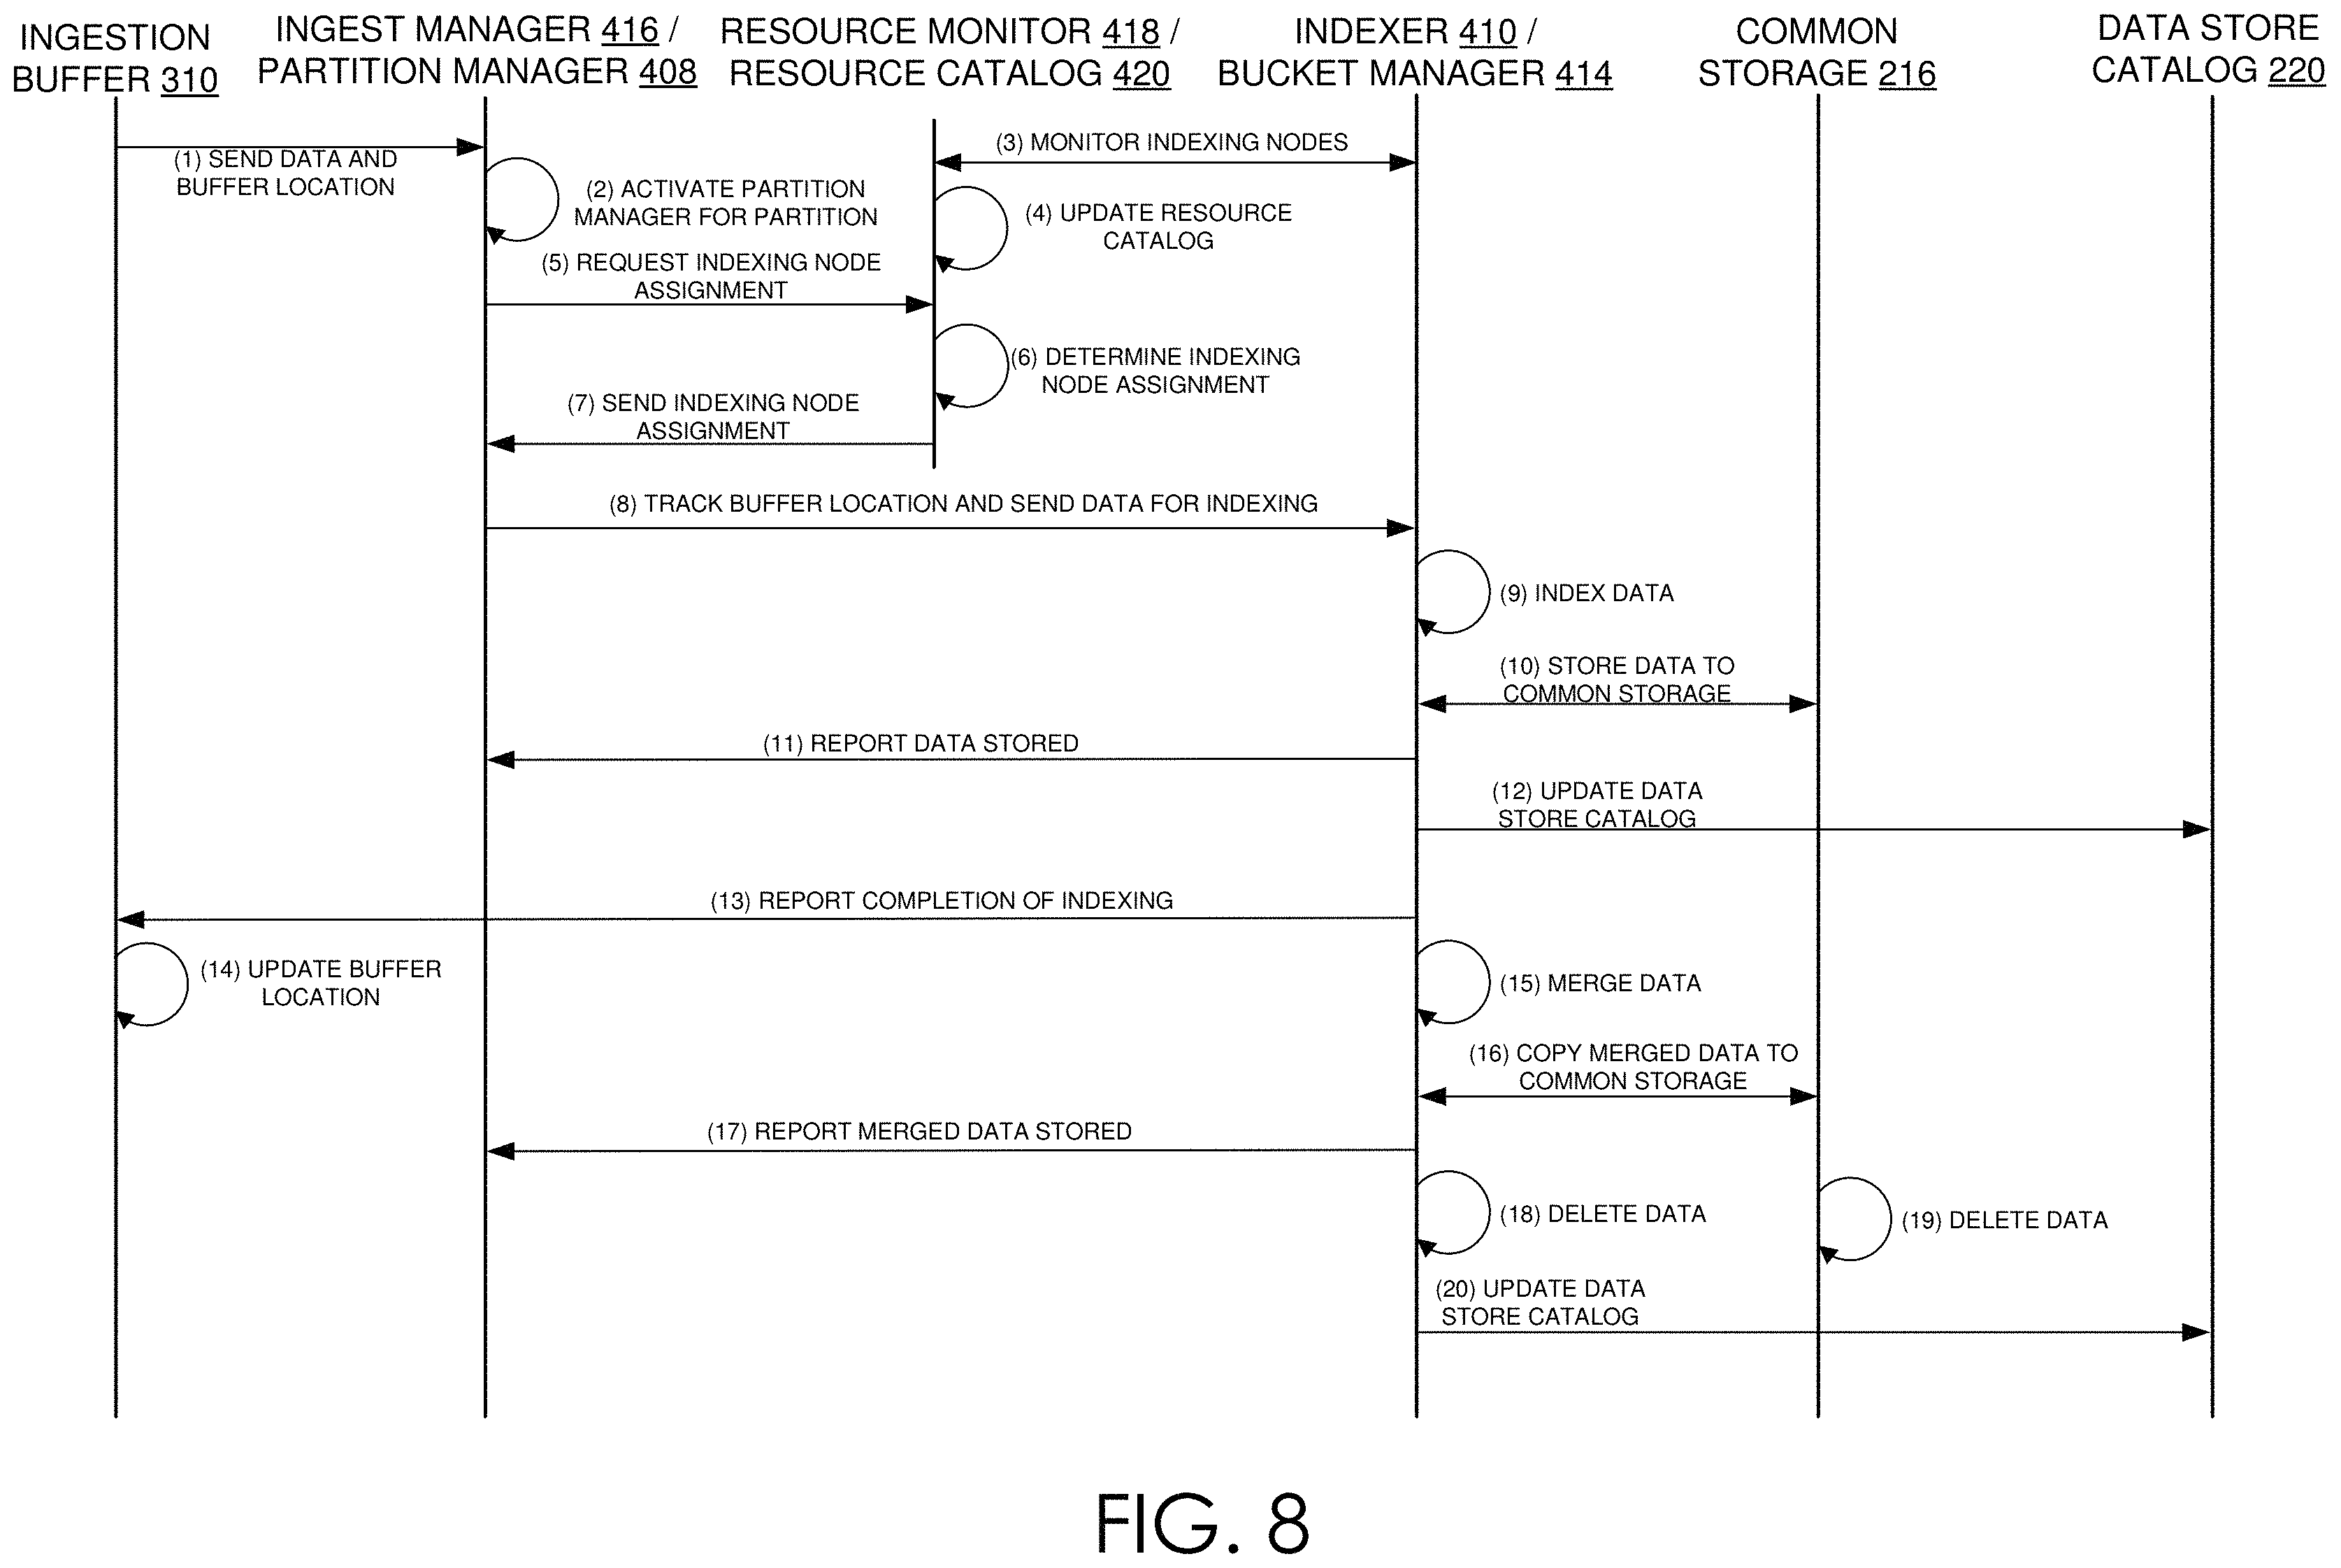 INGESTION
BUFFER 310
INGEST MANAGER 416 /
PARTITION MANAGER 408
RESOURCE MONITOR 418 /
RESOURCE CATALOG 420
INDEXER 410 /
BUCKET MANAGER 414
COMMON
STORAGE 216
DATA STORE
CATALOG 220
(1) SEND DATA AND
BUFFER LOCATION
(2) ACTIVATE PARTITION
MANAGER FOR PARTITION
(3) MONITOR INDEXING NODES
(4) UPDATE RESOURCE
CATALOG
(5) REQUEST INDEXING NODE
ASSIGNMENT
(6) DETERMINE INDEXING
NODE ASSIGNMENT
(7) SEND INDEXING NODE
ASSIGNMENT
(8) TRACK BUFFER LOCATION AND SEND DATA FOR INDEXING
(9) INDEX DATA
(10) STORE DATA TO
COMMON STORAGE
(11) REPORT DATA STORED
(12) UPDATE DATA
STORE CATALOG
(13) REPORT COMPLETION OF INDEXING
(14) UPDATE BUFFER
LOCATION
(15) MERGE DATA
(16) COPY MERGED DATA TO
COMMON STORAGE
(17) REPORT MERGED DATA STORED
(18) DELETE DATA
(19) DELETE DATA
(20) UPDATE DATA
STORE CATALOG
FIG. 8